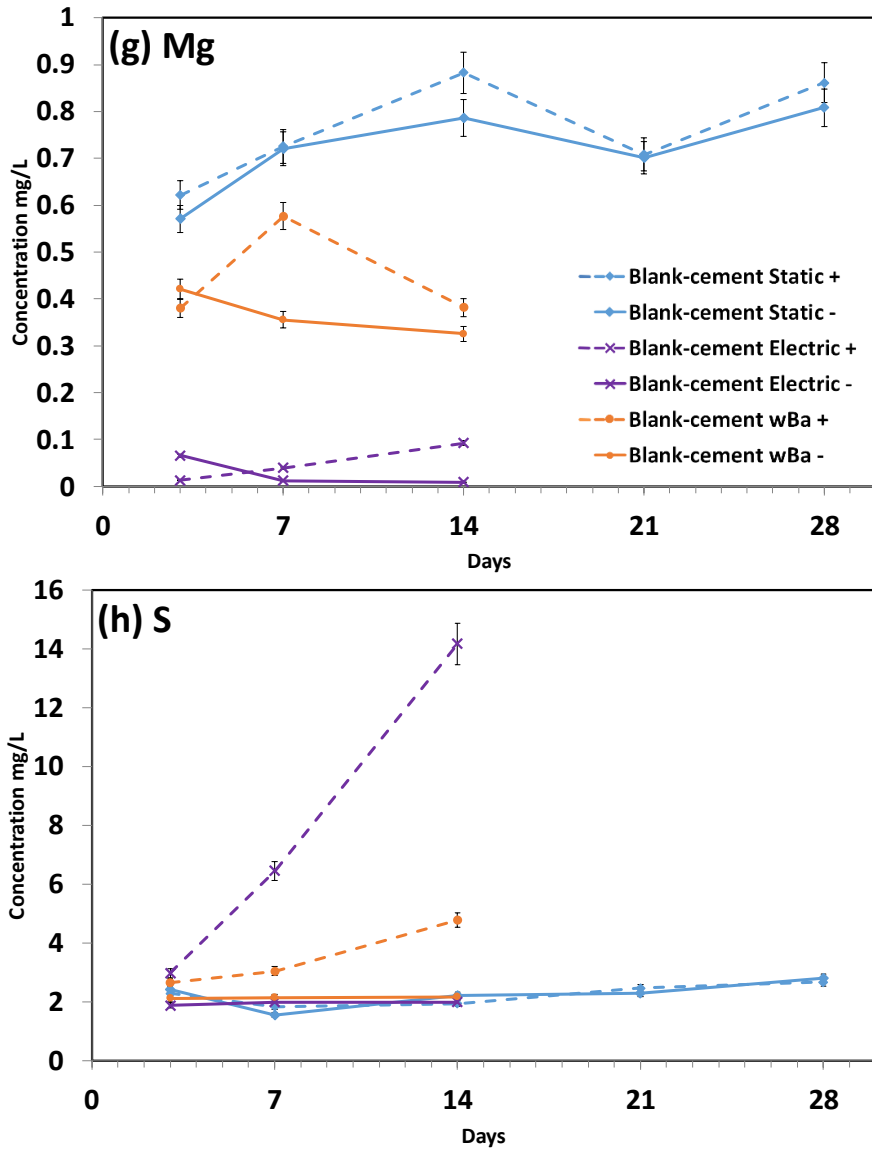 (g) Mg
1
0.9
0.8
0.7
0.6
0.5
0.4
0.3
0.2
0.1
0
Concentration mg/L
Blank-cement Static +
Blank-cement Static -
Blank-cement Electric +
Blank-cement Electric -
Blank-cement wBa +
Blank-cement wBa -
0 7 14 21 28
Days
(h) S
16
14
12
10
8
6
4
2
0
Concentration mg/L
0 7 14 21 28
Days